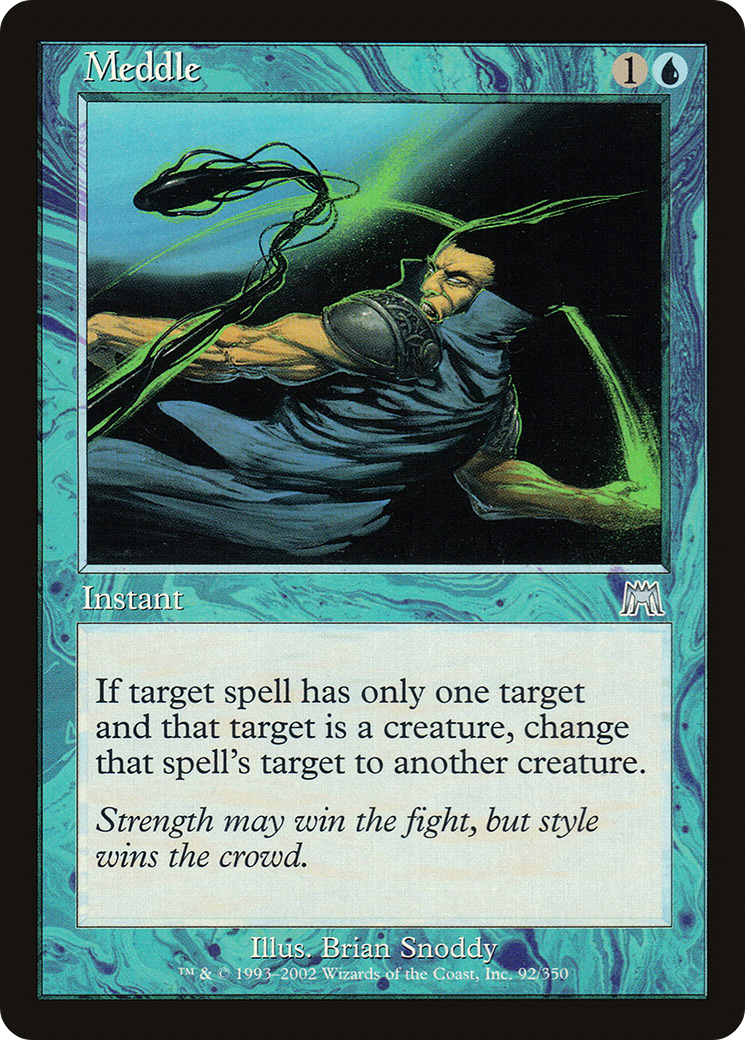 Meddle 1
Instant
If target spell has only one target
and that target is a creature, change
that spell's target to another creature.
Strength may win the fight, but style
wins the crowd.
Illus. Brian Snoddy
™ & © 1993–2002 Wizards of the Coast, Inc. 92/350